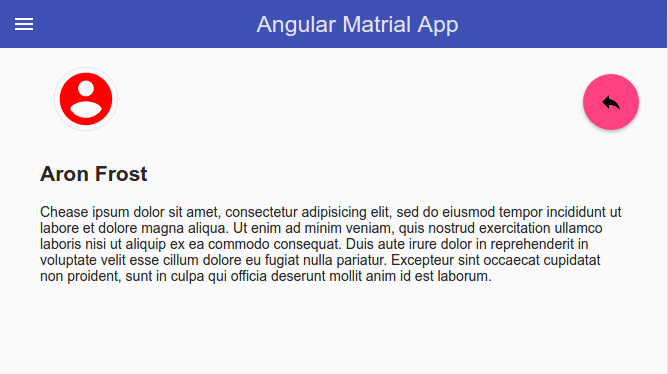 Angular Matrial App
Aron Frost
Chease ipsum dolor sit amet, consectetur adipisicing elit, sed do eiusmod tempor incididunt ut
labore et dolore magna aliqua. Ut enim ad minim veniam, quis nostrud exercitation ullamco
laboris nisi ut aliquip ex ea commodo consequat. Duis aute irure dolor in reprehenderit in
voluptate velit esse cillum dolore eu fugiat nulla pariatur. Excepteur sint occaecat cupidatat
non proident, sunt in culpa qui officia deserunt mollit anim id est laborum.